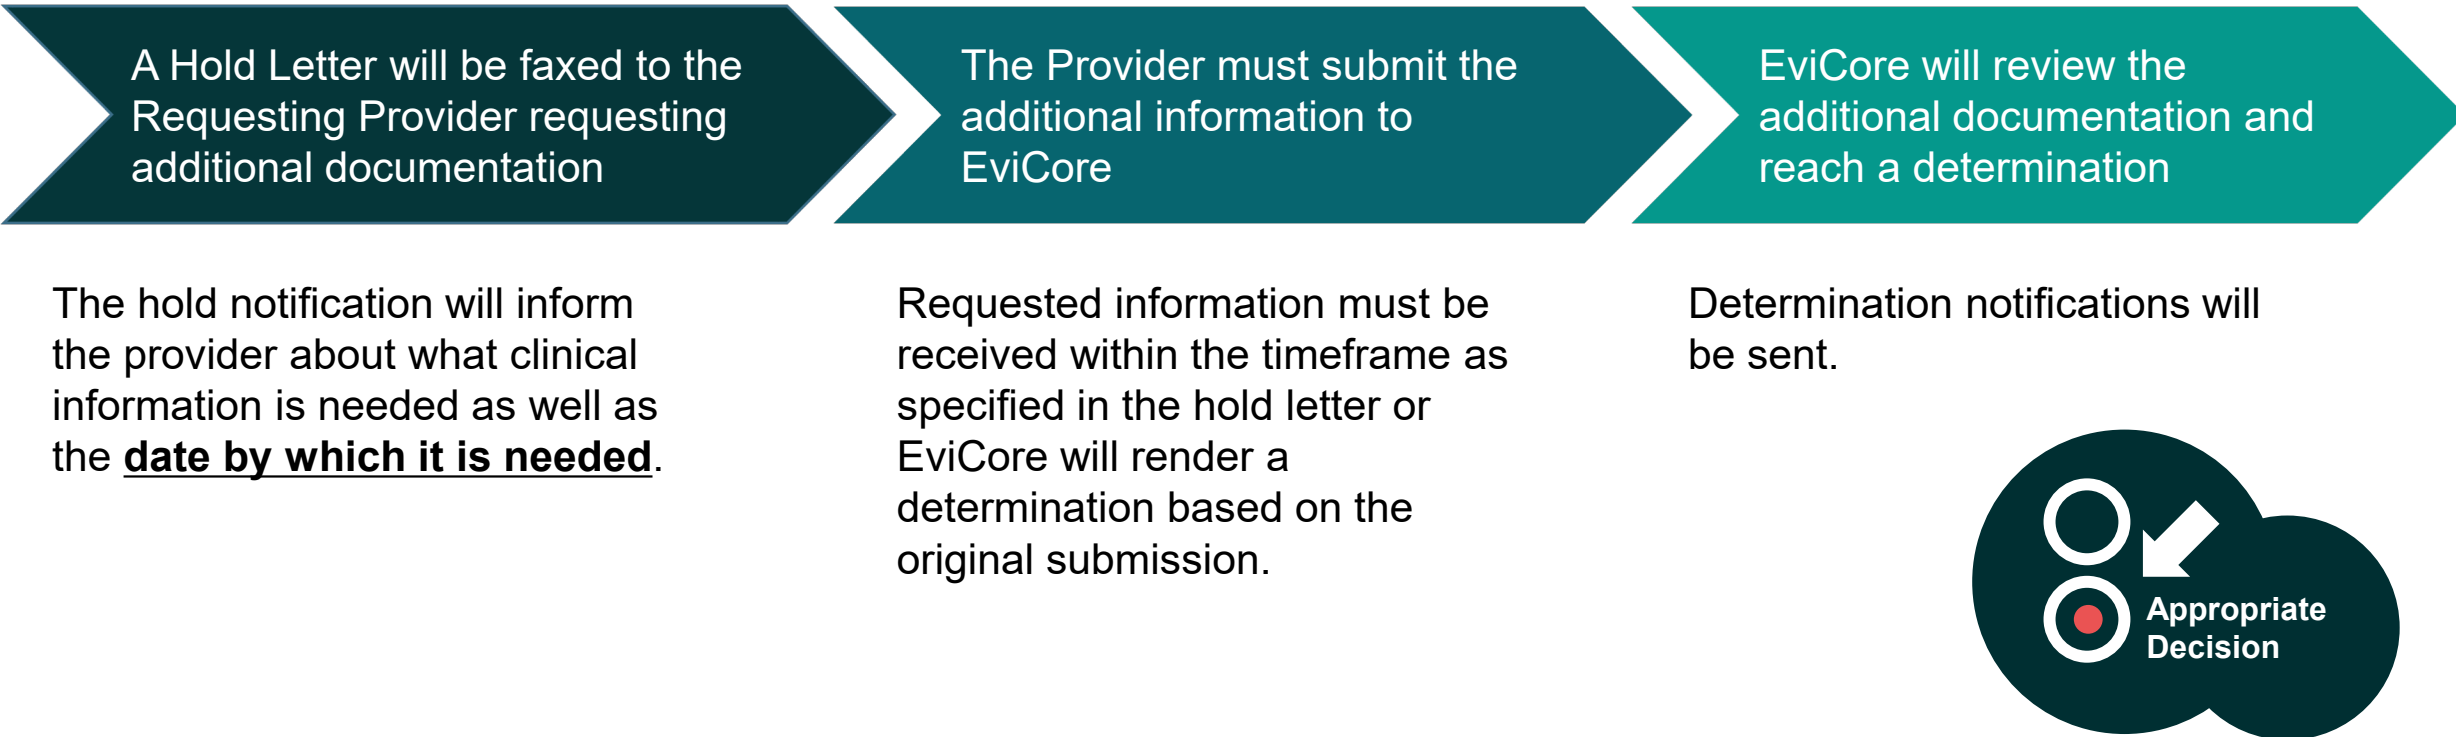 A Hold Letter will be faxed to the
Requesting Provider requesting
additional documentation
The hold notification will inform
the provider about what clinical
information is needed as well as
the date by which it is needed.
The Provider must submit the
additional information to
EviCore
Requested information must be
received within the timeframe as
specified in the hold letter or
EviCore will render a
determination based on the
original submission.
EviCore will review the
additional documentation and
reach a determination
Determination notifications will
be sent.
Appropriate
Decision